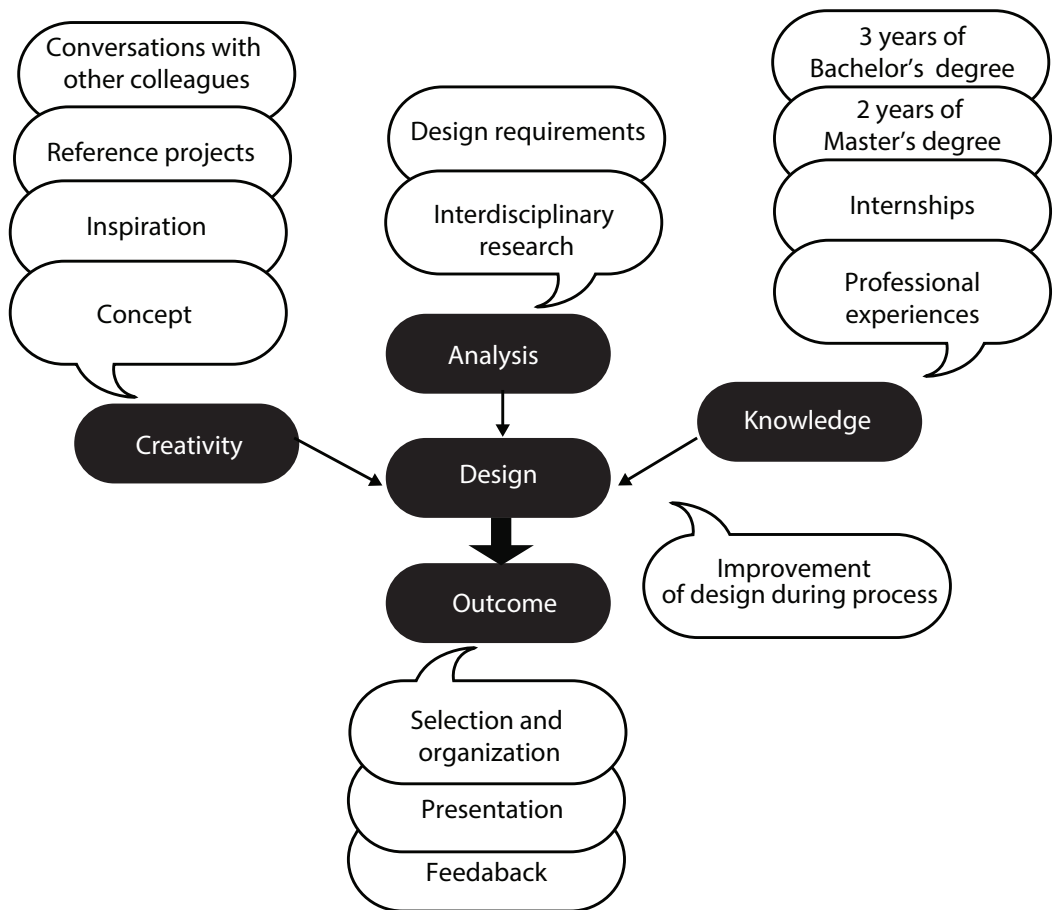 Conversations with
other colleagues
Reference projects
Inspiration
Concept
Creativity
Design requirements
Interdisciplinary
research
Analysis
3 years of
Bachelor's degree
2 years of
Master's degree
Internships
Professional
experiences
Knowledge
Design
Improvement
of design during process
Outcome
Selection and
organization
Presentation
Feedaback